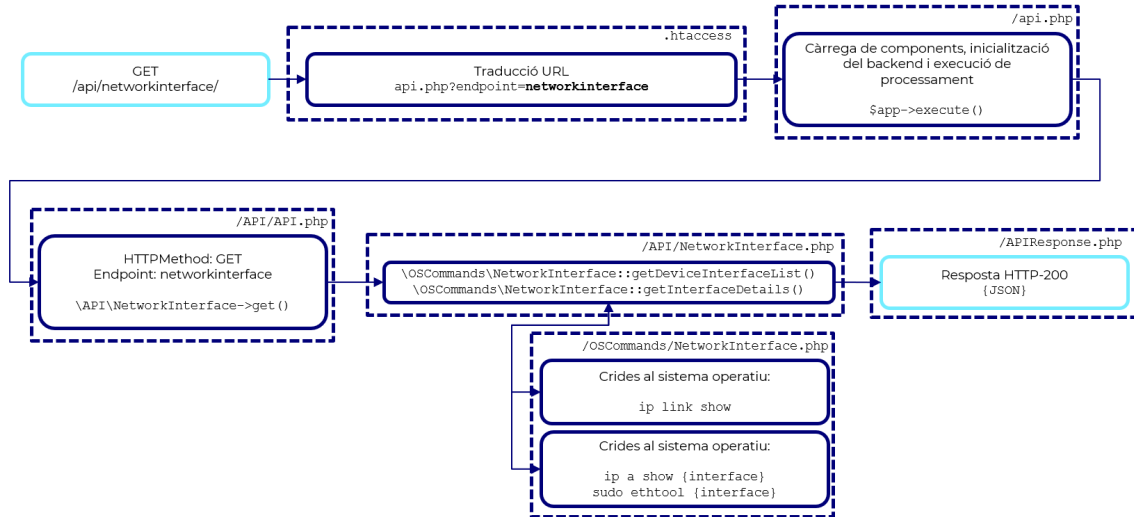 GET
/api/networkinterface/
.htaccess
Traducció URL
api.php?endpoint=networkinterface
/api.php
Càrrega de components, inicialització
del backend i execució de
processament
$app->execute()
/API/API.php
HTTPMethod: GET
Endpoint: networkinterface
\API\NetworkInterface->get()
/API/NetworkInterface.php
\OSCommands\NetworkInterface::getDeviceInterfaceList()
\OSCommands\NetworkInterface::getInterfaceDetails()
/APIResponse.php
Resposta HTTP-200
{JSON}
/OSCommands/NetworkInterface.php
Crides al sistema operatiu:
ip link show
Crides al sistema operatiu:
ip a show {interface}
sudo ethtool {interface}